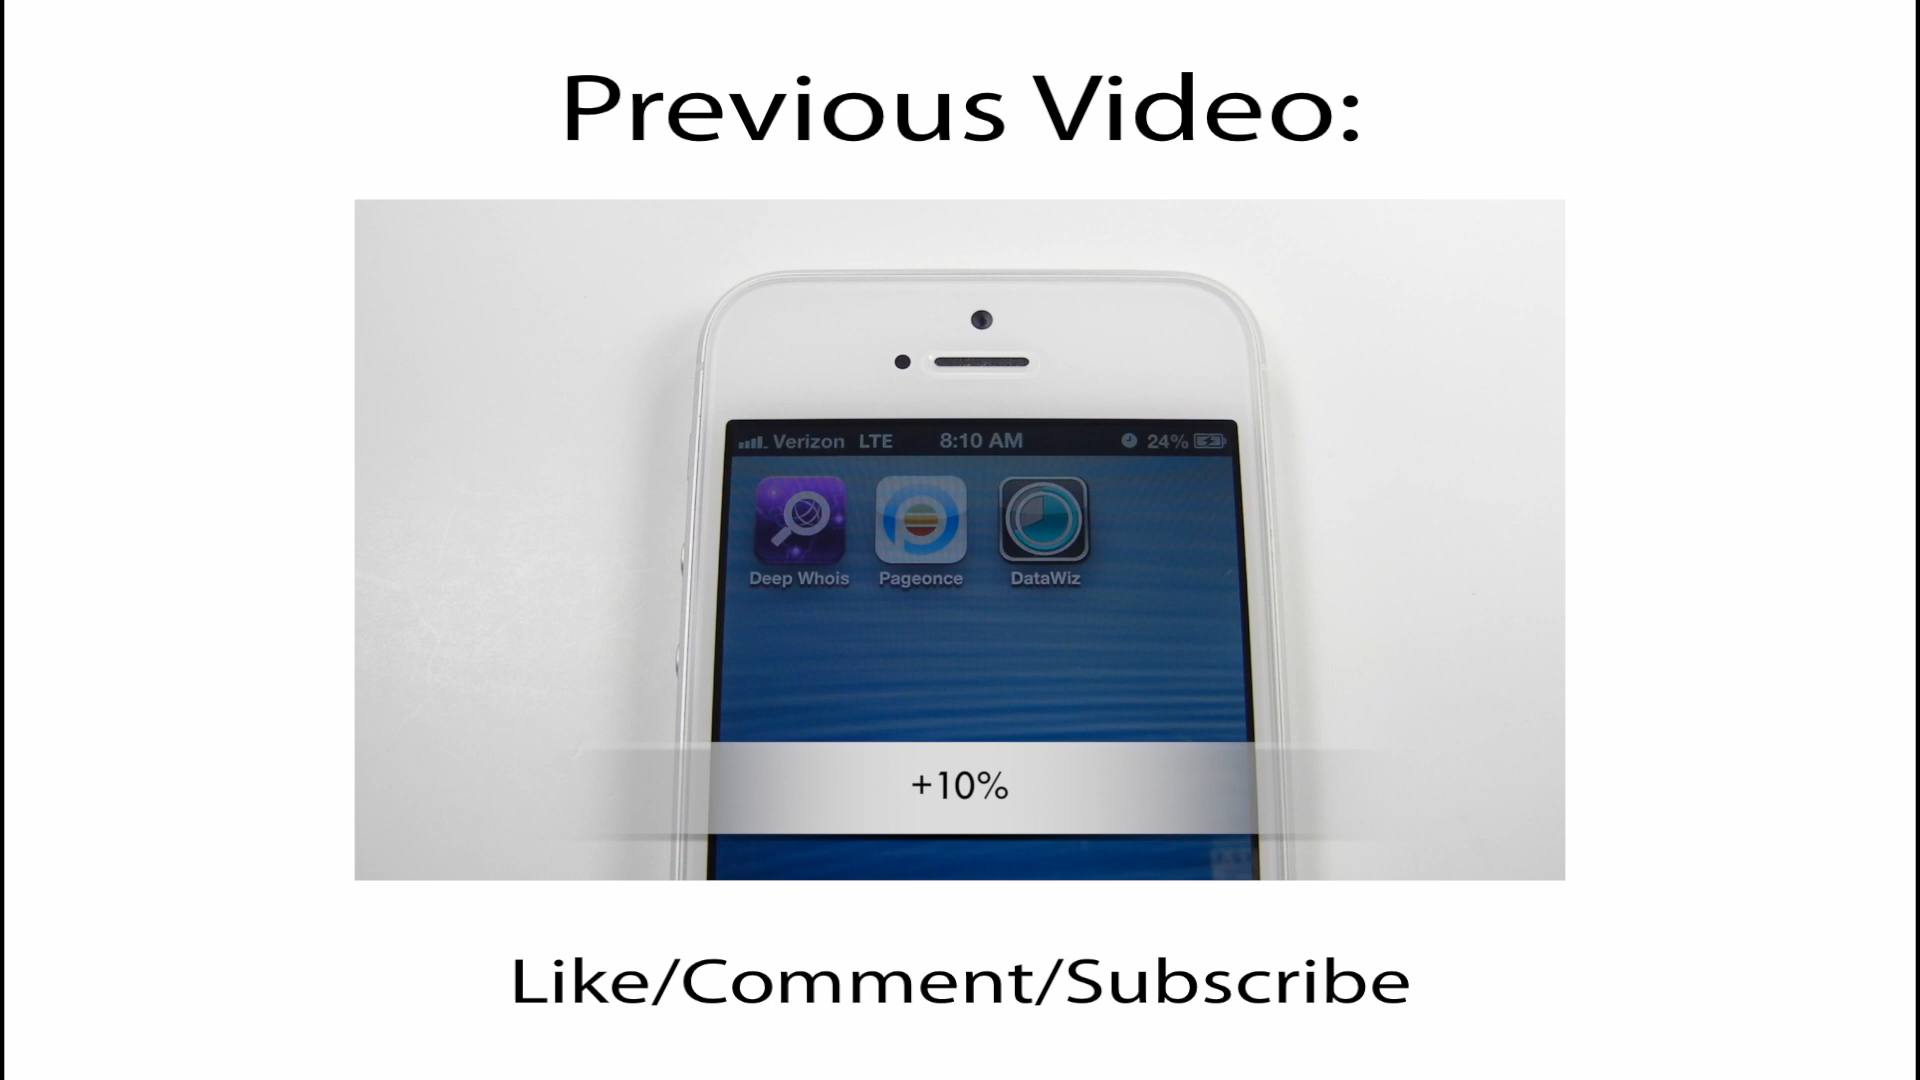 Previous Video:
Verizon LTE 8:10 AM 24%
Deep Whois Pageonce DataWiz
+10%
Like/Comment/Subscribe